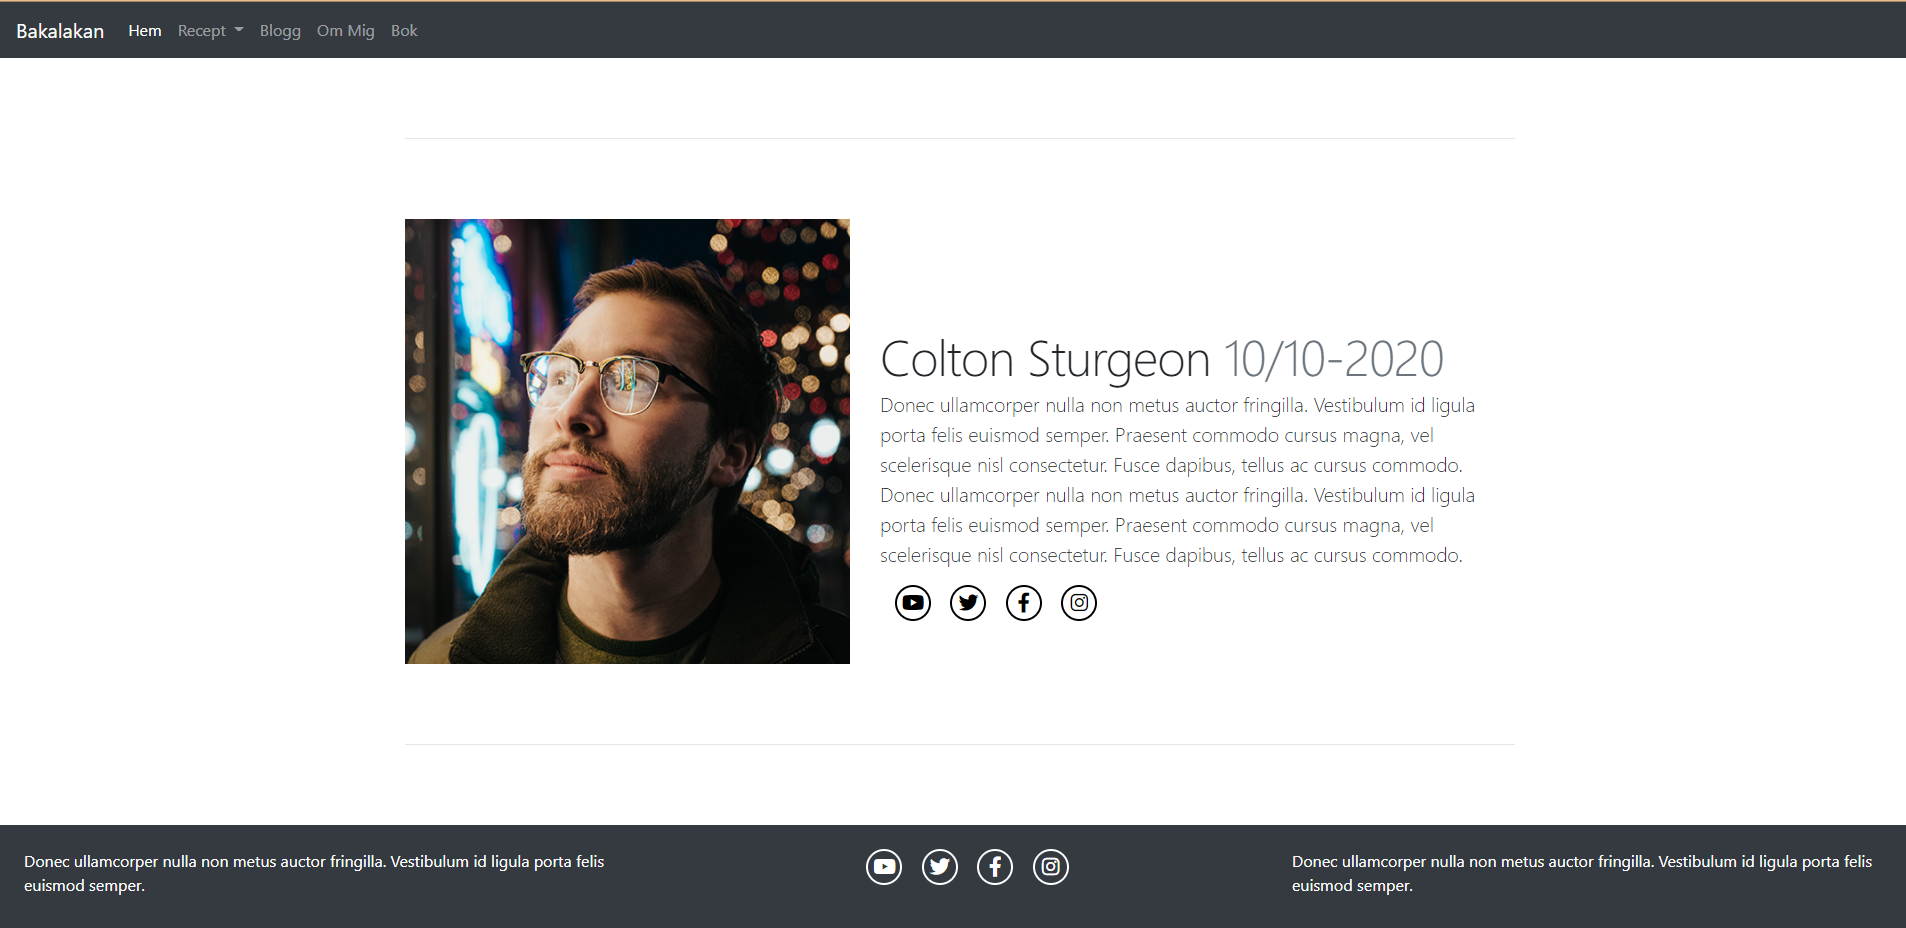 Bakalakan Hem Recept Blogg Om Mig Bok
Colton Sturgeon 10/10-2020
Donec ullamcorper nulla non metus auctor fringilla. Vestibulum id ligula
porta felis euismod semper. Praesent commodo cursus magna, vel
scelerisque nisl consectetur. Fusce dapibus, tellus ac cursus commodo.
Donec ullamcorper nulla non metus auctor fringilla. Vestibulum id ligula
porta felis euismod semper. Praesent commodo cursus magna, vel
scelerisque nisl consectetur. Fusce dapibus, tellus ac cursus commodo.
Donec ullamcorper nulla non metus auctor fringilla. Vestibulum id ligula porta felis
euismod semper.
Donec ullamcorper nulla non metus auctor fringilla. Vestibulum id ligula porta felis
euismod semper.